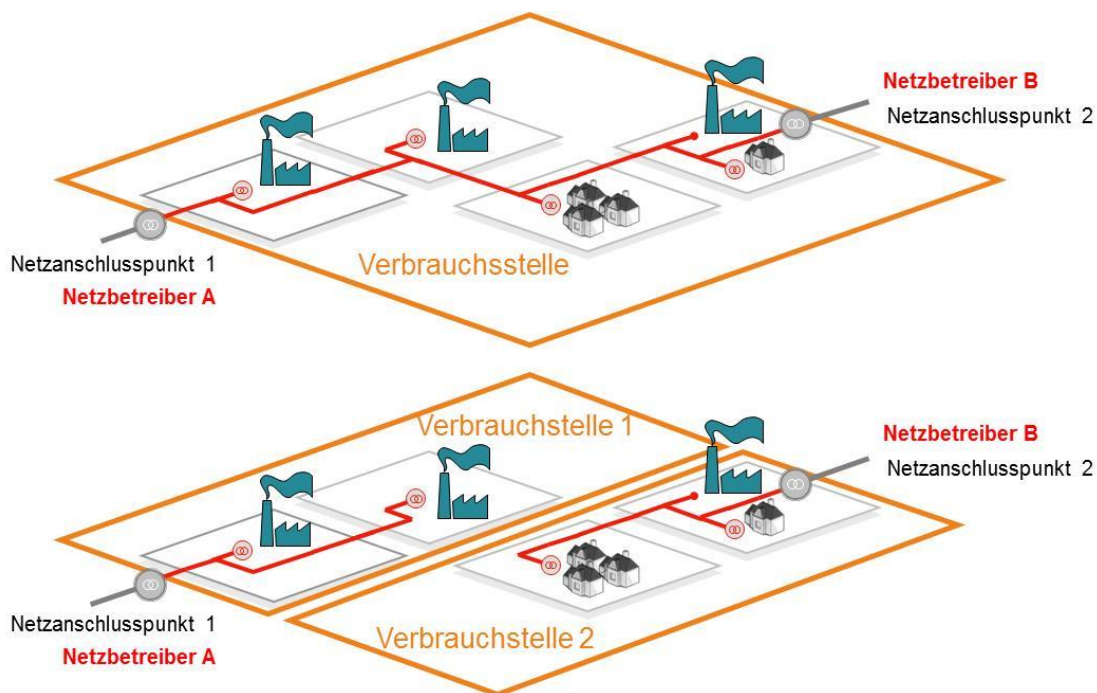 Netzbetreiber B
Netzanschlusspunkt 2
Netzanschlusspunkt 1
Netzbetreiber A
Verbrauchsstelle
Verbrauchstelle 1
Netzbetreiber B
Netzanschlusspunkt 2
Netzanschlusspunkt 1
Netzbetreiber A
Verbrauchstelle 2